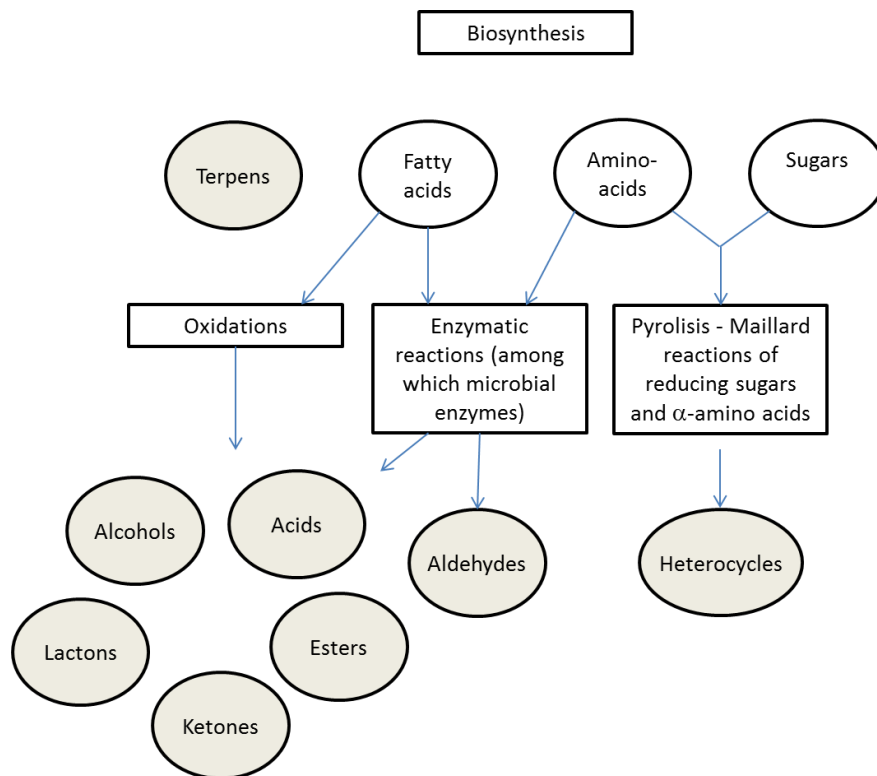 Biosynthesis
Terpens
Fatty
acids
Amino-
acids
Sugars
Oxidations
Enzymatic
reactions (among
which microbial
enzymes)
Pyrolisis - Maillard
reactions of
reducing sugars
and α-amino acids
Alcohols
Acids
Aldehydes
Heterocycles
Lactons
Esters
Ketones